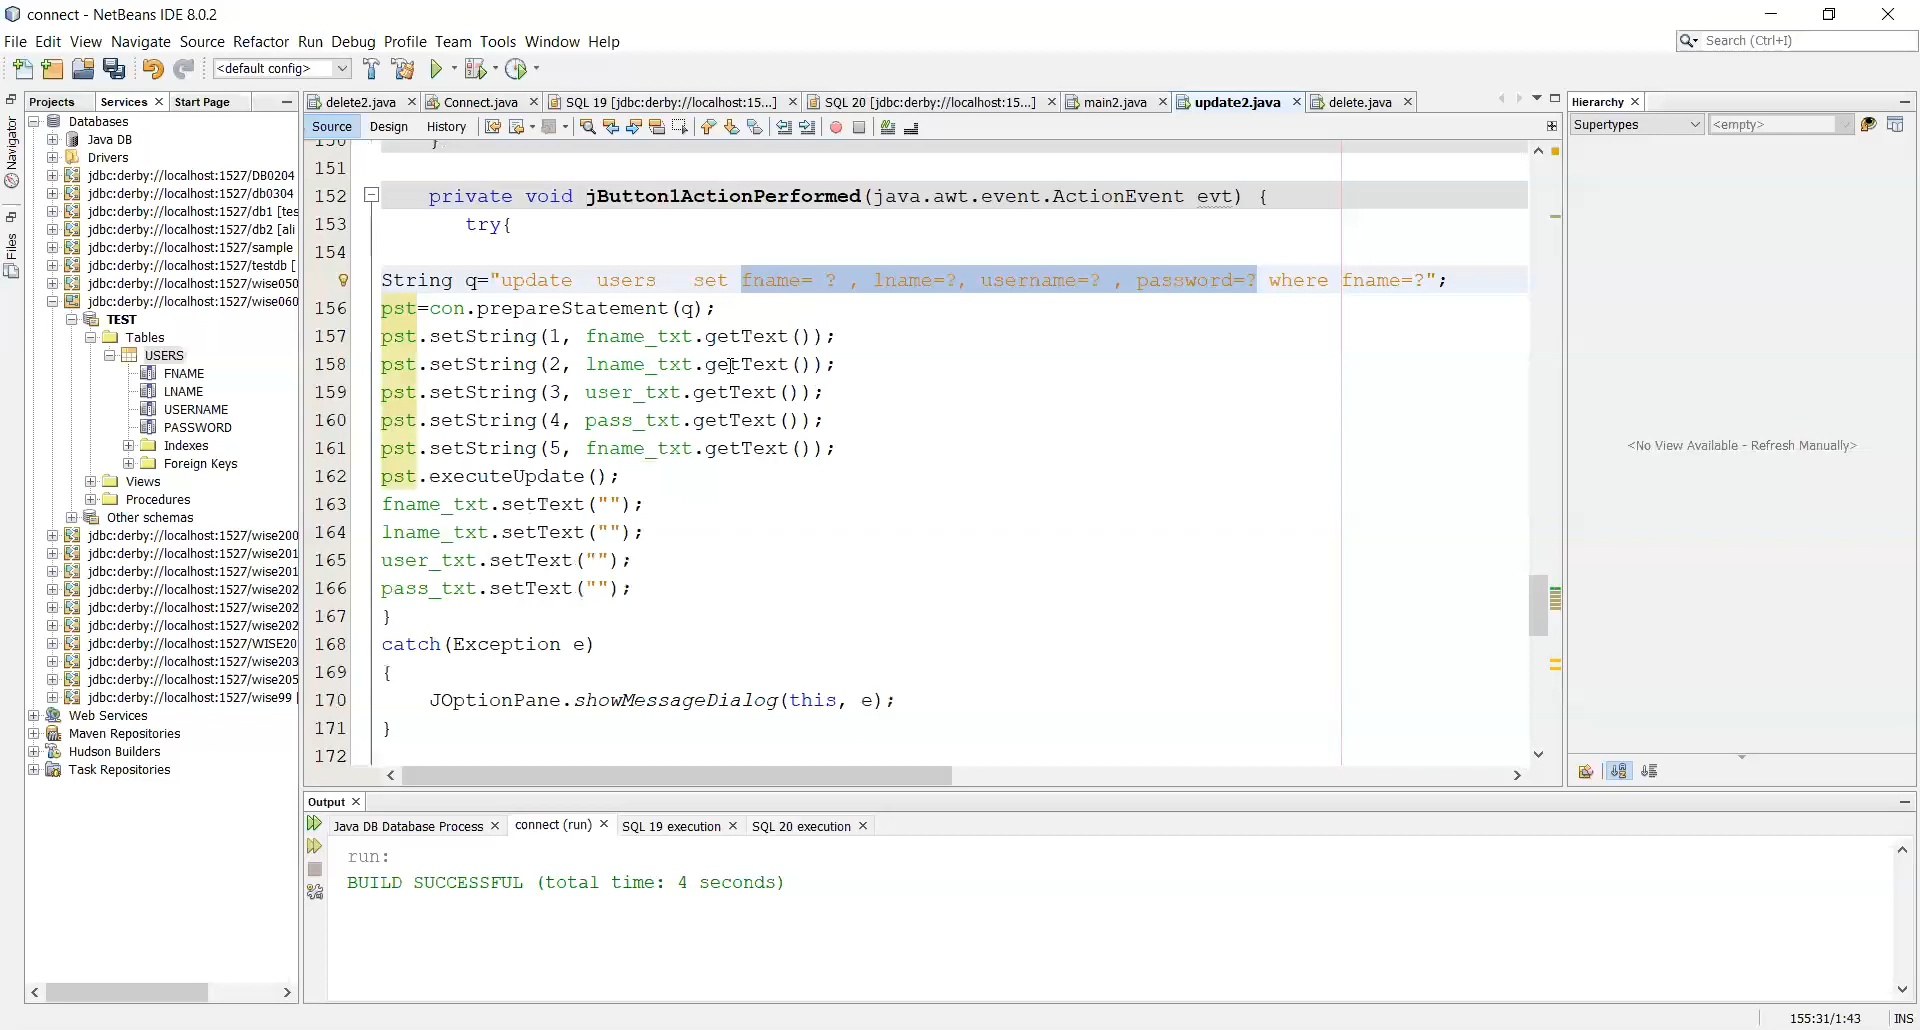 connect - NetBeans IDE 8.0.2
File Edit View Navigate Source Refactor Run Debug Profile Team Tools Window Help
Search (Ctrl+I)
<default config>
Projects Services Start Page
delete2.java Connect.java SQL 19 [jdbc:derby://localhost:15...] SQL 20 [jdbc:derby://localhost:15...] main2.java update2.java delete.java
Hierarchy
Source Design History
Supertypes <empty>
Navigator
Files
Databases
Java DB
Drivers
jdbc:derby://localhost:1527/DB0204
jdbc:derby://localhost:1527/db0304
jdbc:derby://localhost:1527/db1 [tes
jdbc:derby://localhost:1527/db2 [ali
jdbc:derby://localhost:1527/sample
jdbc:derby://localhost:1527/testdb [
jdbc:derby://localhost:1527/wise050
jdbc:derby://localhost:1527/wise060
TEST
Tables
USERS
FNAME
LNAME
USERNAME
PASSWORD
Indexes
Foreign Keys
Views
Procedures
Other schemas
jdbc:derby://localhost:1527/wise200
jdbc:derby://localhost:1527/wise201
jdbc:derby://localhost:1527/wise201
jdbc:derby://localhost:1527/wise202
jdbc:derby://localhost:1527/wise202
jdbc:derby://localhost:1527/wise202
jdbc:derby://localhost:1527/WISE20
jdbc:derby://localhost:1527/wise203
jdbc:derby://localhost:1527/wise205
jdbc:derby://localhost:1527/wise99 [
Web Services
Maven Repositories
Hudson Builders
Task Repositories
150 }
151
152 private void jButton1ActionPerformed(java.awt.event.ActionEvent evt) {
153 try{
154
String q="update users set fname= ? , lname=?, username=? , password=? where fname=?";
156 pst=con.prepareStatement(q);
157 pst.setString(1, fname_txt.getText());
158 pst.setString(2, lname_txt.getText());
159 pst.setString(3, user_txt.getText());
160 pst.setString(4, pass_txt.getText());
161 pst.setString(5, fname_txt.getText());
162 pst.executeUpdate();
163 fname_txt.setText("");
164 lname_txt.setText("");
165 user_txt.setText("");
166 pass_txt.setText("");
167 }
168 catch(Exception e)
169 {
170 JOptionPane.showMessageDialog(this, e);
171 }
172
<No View Available - Refresh Manually>
Output
Java DB Database Process connect (run) SQL 19 execution SQL 20 execution
run:
BUILD SUCCESSFUL (total time: 4 seconds)
155:31/1:43 INS